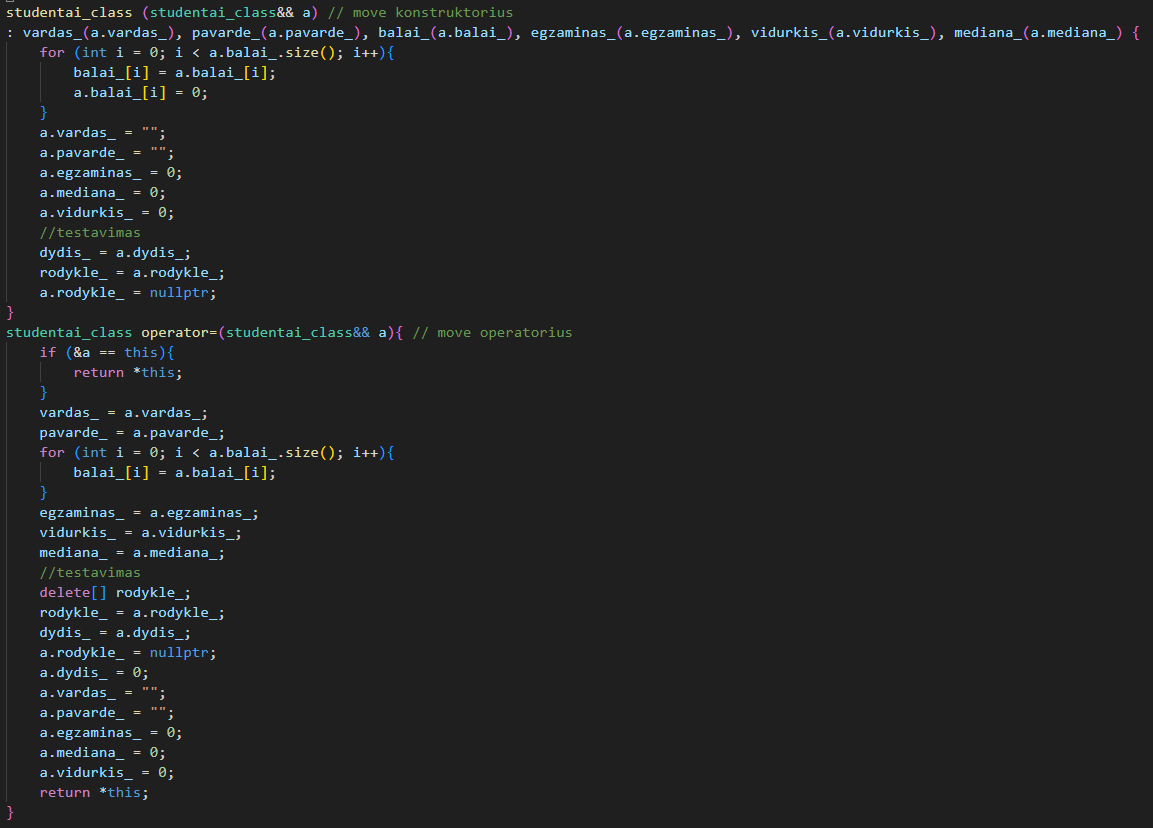 studentai_class (studentai_class&& a) // move konstruktorius
: vardas_(a.vardas_), pavarde_(a.pavarde_), balai_(a.balai_), egzaminas_(a.egzaminas_), vidurkis_(a.vidurkis_), mediana_(a.mediana_) {
    for (int i = 0; i < a.balai_.size(); i++){
        balai_[i] = a.balai_[i];
        a.balai_[i] = 0;
    }
    a.vardas_ = "";
    a.pavarde_ = "";
    a.egzaminas_ = 0;
    a.mediana_ = 0;
    a.vidurkis_ = 0;
    //testavimas
    dydis_ = a.dydis_;
    rodykle_ = a.rodykle_;
    a.rodykle_ = nullptr;
}
studentai_class operator=(studentai_class&& a){ // move operatorius
    if (&a == this){
        return *this;
    }
    vardas_ = a.vardas_;
    pavarde_ = a.pavarde_;
    for (int i = 0; i < a.balai_.size(); i++){
        balai_[i] = a.balai_[i];
    }
    egzaminas_ = a.egzaminas_;
    vidurkis_ = a.vidurkis_;
    mediana_ = a.mediana_;
    //testavimas
    delete[] rodykle_;
    rodykle_ = a.rodykle_;
    dydis_ = a.dydis_;
    a.rodykle_ = nullptr;
    a.dydis_ = 0;
    a.vardas_ = "";
    a.pavarde_ = "";
    a.egzaminas_ = 0;
    a.mediana_ = 0;
    a.vidurkis_ = 0;
    return *this;
}